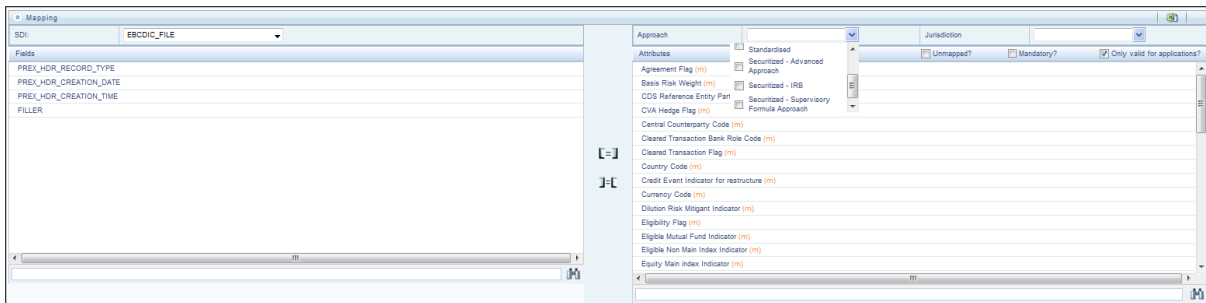 Mapping
SDI:
EBCDIC_FILE
Fields
PREX_HDR_RECORD_TYPE
PREX_HDR_CREATION_DATE
PREX_HDR_CREATION_TIME
FILLER
[=]
]=[
Approach
Jurisdiction
Attributes
Unmapped?
Mandatory?
Only valid for applications?
Standardised
Securitized - Advanced
Approach
Securitized - IRB
Securitized - Supervisory
Formula Approach
Agreement Flag (m)
Basis Risk Weight (m)
CDS Reference Entity Part
CVA Hedge Flag (m)
Central Counterparty Code (m)
Cleared Transaction Bank Role Code (m)
Cleared Transaction Flag (m)
Country Code (m)
Credit Event Indicator for restructure (m)
Currency Code (m)
Dilution Risk Mitigant Indicator (m)
Eligibility Flag (m)
Eligible Mutual Fund Indicator (m)
Eligible Non Main Index Indicator (m)
Equity Main index Indicator (m)